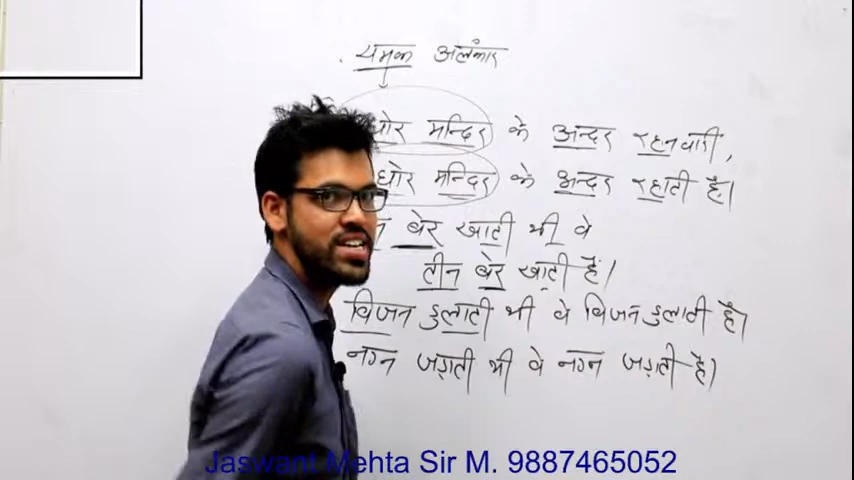 यमक अलंकार
घोर मन्दिर के अन्दर रहनवारी,
घोर मन्दिर के अन्दर रहाती है।
बेर खाती थी वे
तीन बेर खाती हैं।
विजन डुलाती थी वे विजन डुलाती है।
नगन जड़ाती थी वे नगन जड़ाती है।
Jaswant Mehta Sir M. 9887465052